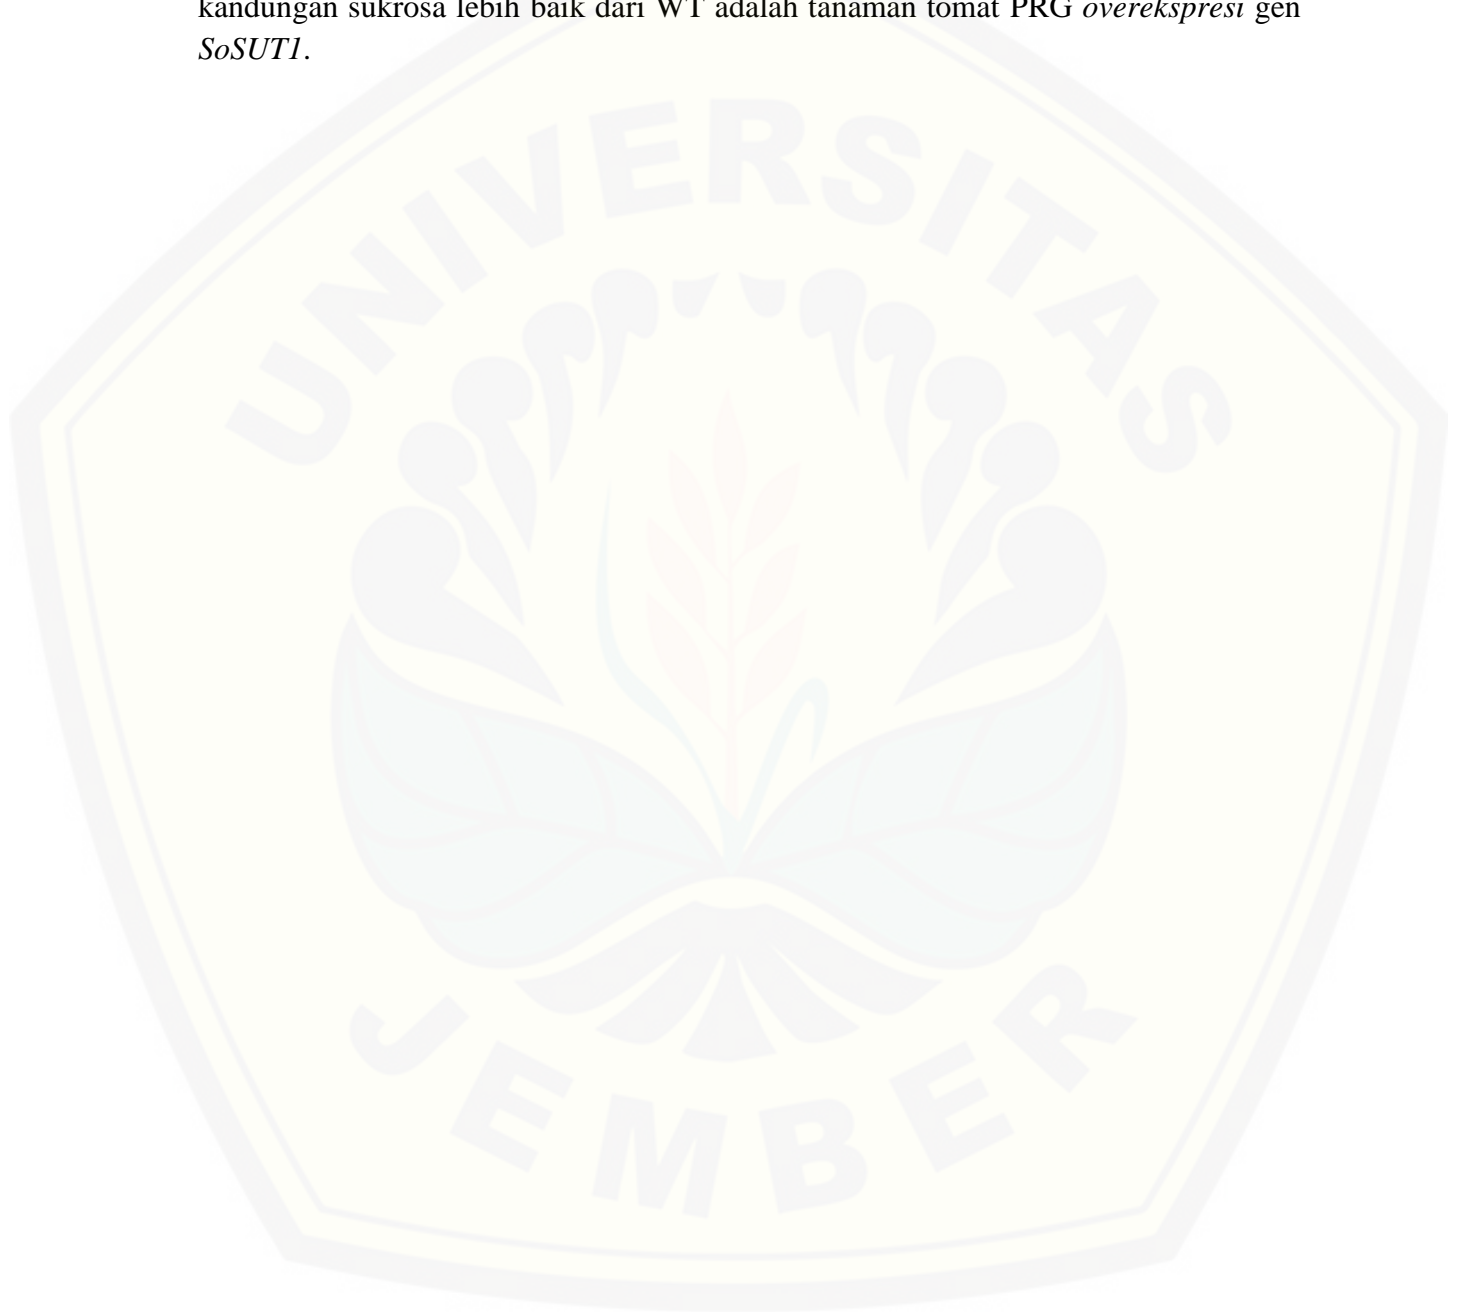 kandungan sukrosa lebih baik dari WT adalah tanaman tomat PRG overekspresi gen
SoSUT1.
UNIVERSITAS
JEMBER